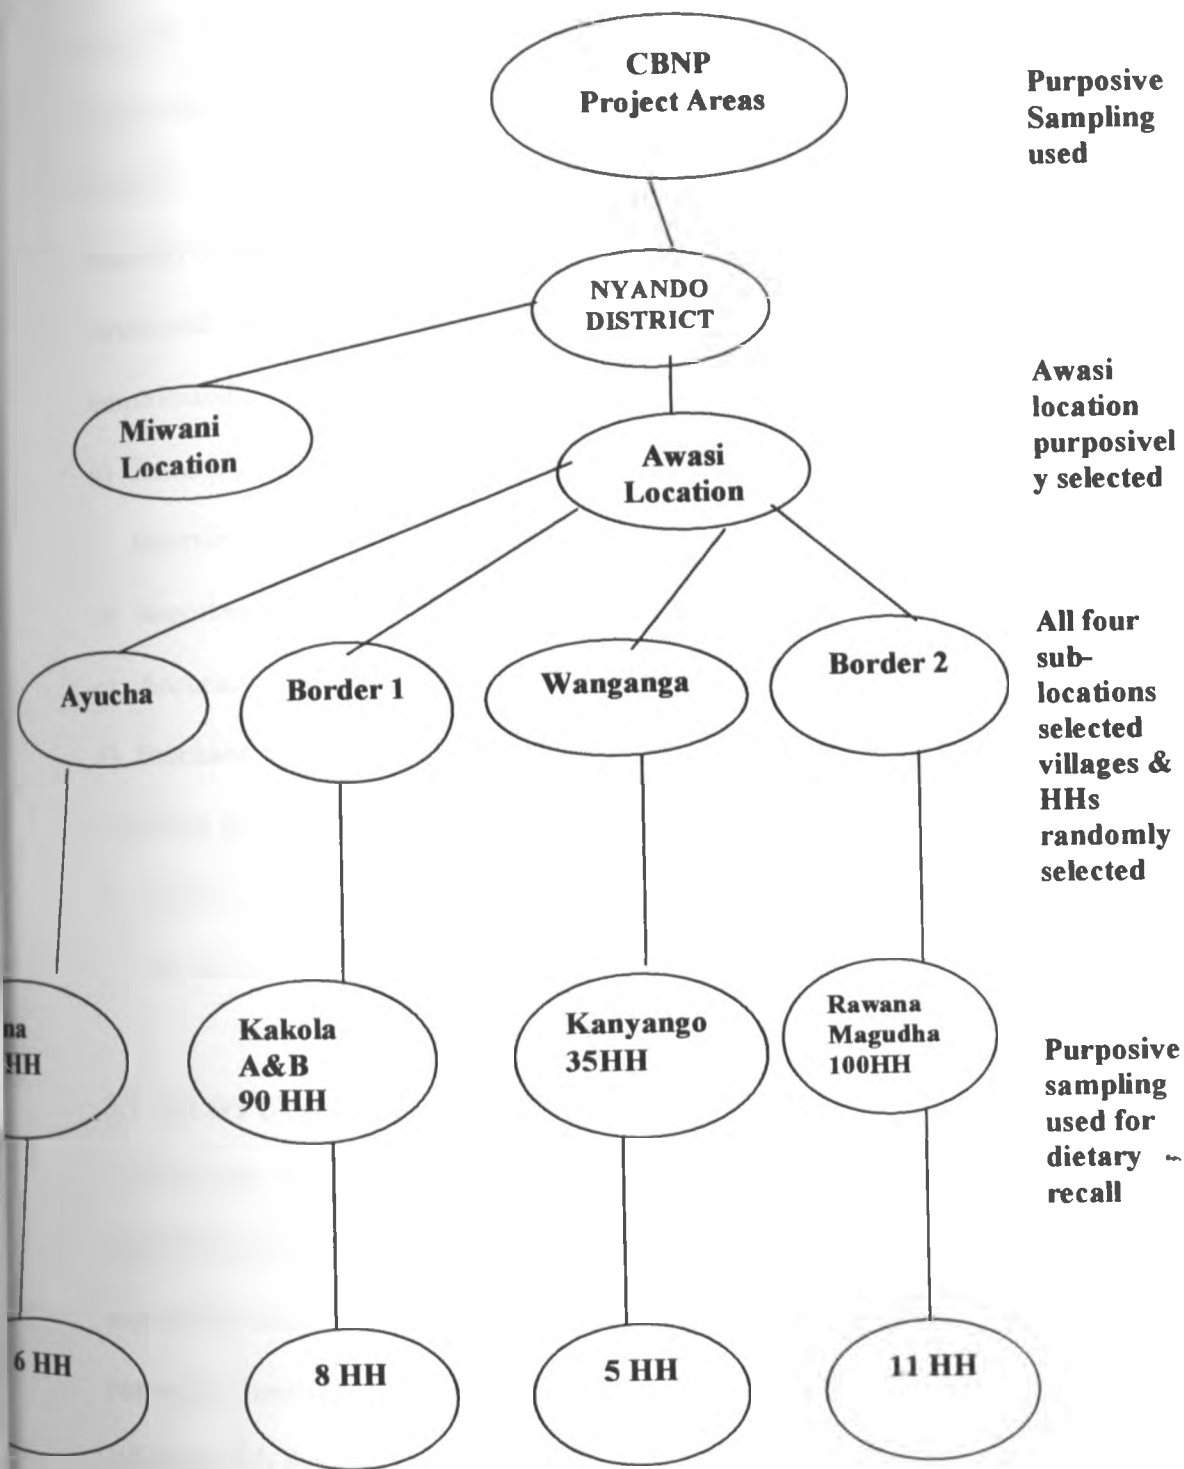 CBNP
Project Areas
Purposive
Sampling
used
NYANDO
DISTRICT
Miwani
Location
Awasi
Location
Awasi
location
purposivel
y selected
Ayucha
Border 1
Wanganga
Border 2
All four
sub-
locations
selected
villages &
HHs
randomly
selected
na
HH
Kakola
A&B
90 HH
Kanyango
35HH
Rawana
Magudha
100HH
Purposive
sampling
used for
dietary
recall
6 HH
8 HH
5 HH
11 HH